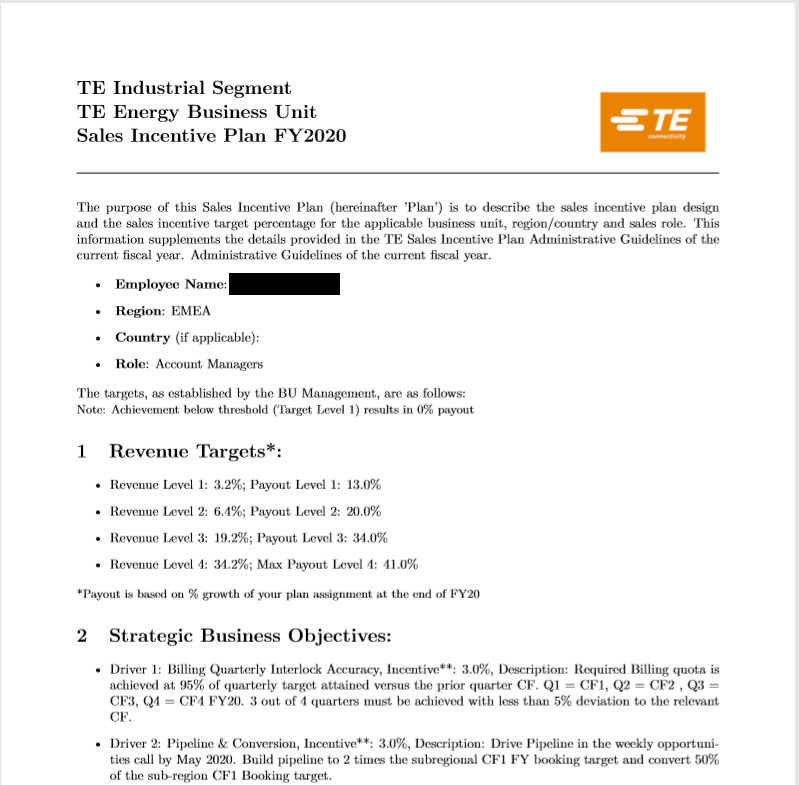 TE Industrial Segment
TE Energy Business Unit
Sales Incentive Plan FY2020
TE
connectivity
The purpose of this Sales Incentive Plan (hereinafter 'Plan') is to describe the sales incentive plan design
and the sales incentive target percentage for the applicable business unit, region/country and sales role. This
information supplements the details provided in the TE Sales Incentive Plan Administrative Guidelines of the
current fiscal year. Administrative Guidelines of the current fiscal year.
• Employee Name:
• Region: EMEA
• Country (if applicable):
• Role: Account Managers
The targets, as established by the BU Management, are as follows:
Note: Achievement below threshold (Target Level 1) results in 0% payout
1 Revenue Targets*:
• Revenue Level 1: 3.2%; Payout Level 1: 13.0%
• Revenue Level 2: 6.4%; Payout Level 2: 20.0%
• Revenue Level 3: 19.2%; Payout Level 3: 34.0%
• Revenue Level 4: 34.2%; Max Payout Level 4: 41.0%
*Payout is based on % growth of your plan assignment at the end of FY20
2 Strategic Business Objectives:
• Driver 1: Billing Quarterly Interlock Accuracy, Incentive**: 3.0%, Description: Required Billing quota is
achieved at 95% of quarterly target attained versus the prior quarter CF. Q1 = CF1, Q2 = CF2 , Q3 =
CF3, Q4 = CF4 FY20. 3 out of 4 quarters must be achieved with less than 5% deviation to the relevant
CF.
• Driver 2: Pipeline & Conversion, Incentive**: 3.0%, Description: Drive Pipeline in the weekly opportuni-
ties call by May 2020. Build pipeline to 2 times the subregional CF1 FY booking target and convert 50%
of the sub-region CF1 Booking target.